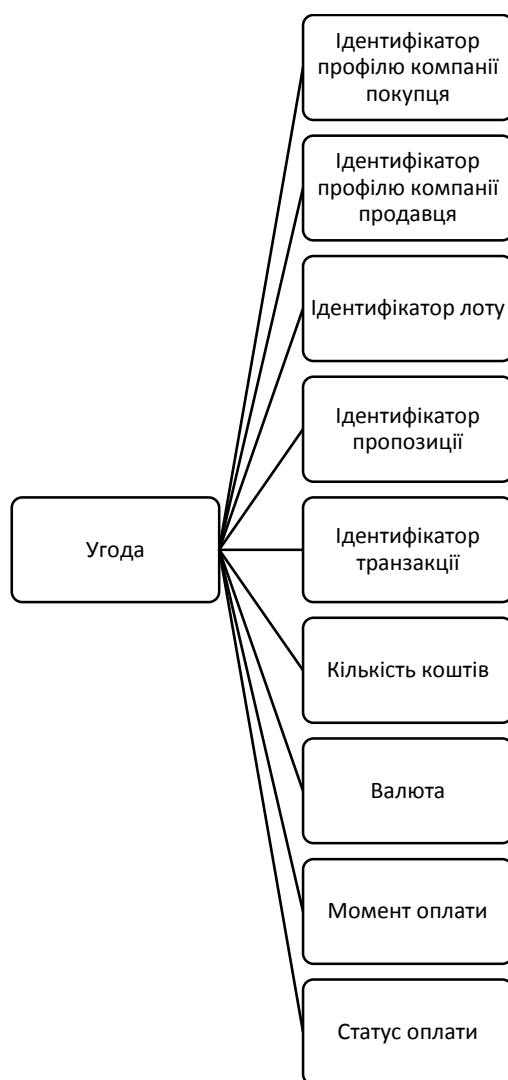 Ідентифікатор
профілю компанії
покупця
Ідентифікатор
профілю компанії
продавця
Ідентифікатор лоту
Ідентифікатор
пропозиції
Угода
Ідентифікатор
транзакції
Кількість коштів
Валюта
Момент оплати
Статус оплати